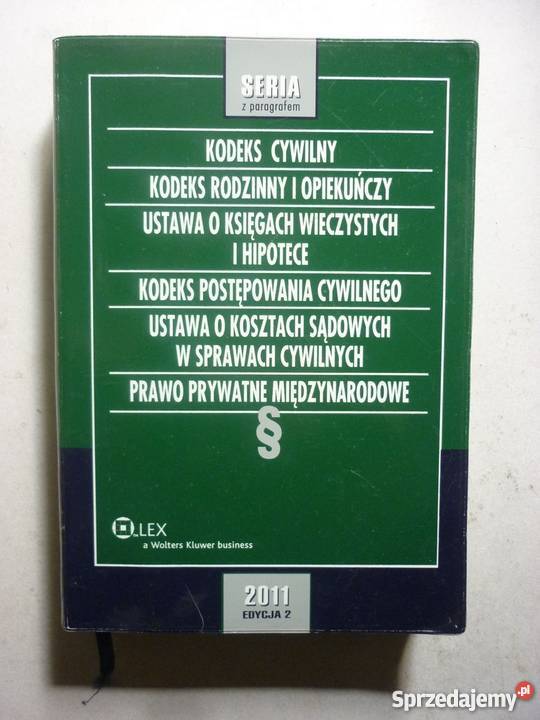 SERIA
z paragrafem
KODEKS CYWILNY
KODEKS RODZINNY I OPIEKUŃCZY
USTAWA O KSIĘGACH WIECZYSTYCH
I HIPOTECE
KODEKS POSTĘPOWANIA CYWILNEGO
USTAWA O KOSZTACH SĄDOWYCH
W SPRAWACH CYWILNYCH
PRAWO PRYWATNE MIĘDZYNARODOWE
§
LEX
a Wolters Kluwer business
2011
EDYCJA 2
Sprzedajemy.pl